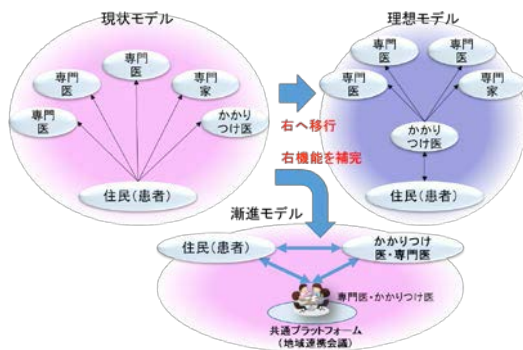 現状モデル
理想モデル
専門
医
専門
医
専門
家
専門
医
かかり
つけ医
住民(患者)
専門
医
専門
医
専門
医
専門
家
かかり
つけ医
住民(患者)
右へ移行
右機能を補完
漸進モデル
住民(患者)
かかりつけ
医・専門医
専門医・かかりつけ医
共通プラットフォーム
(地域連携会議)